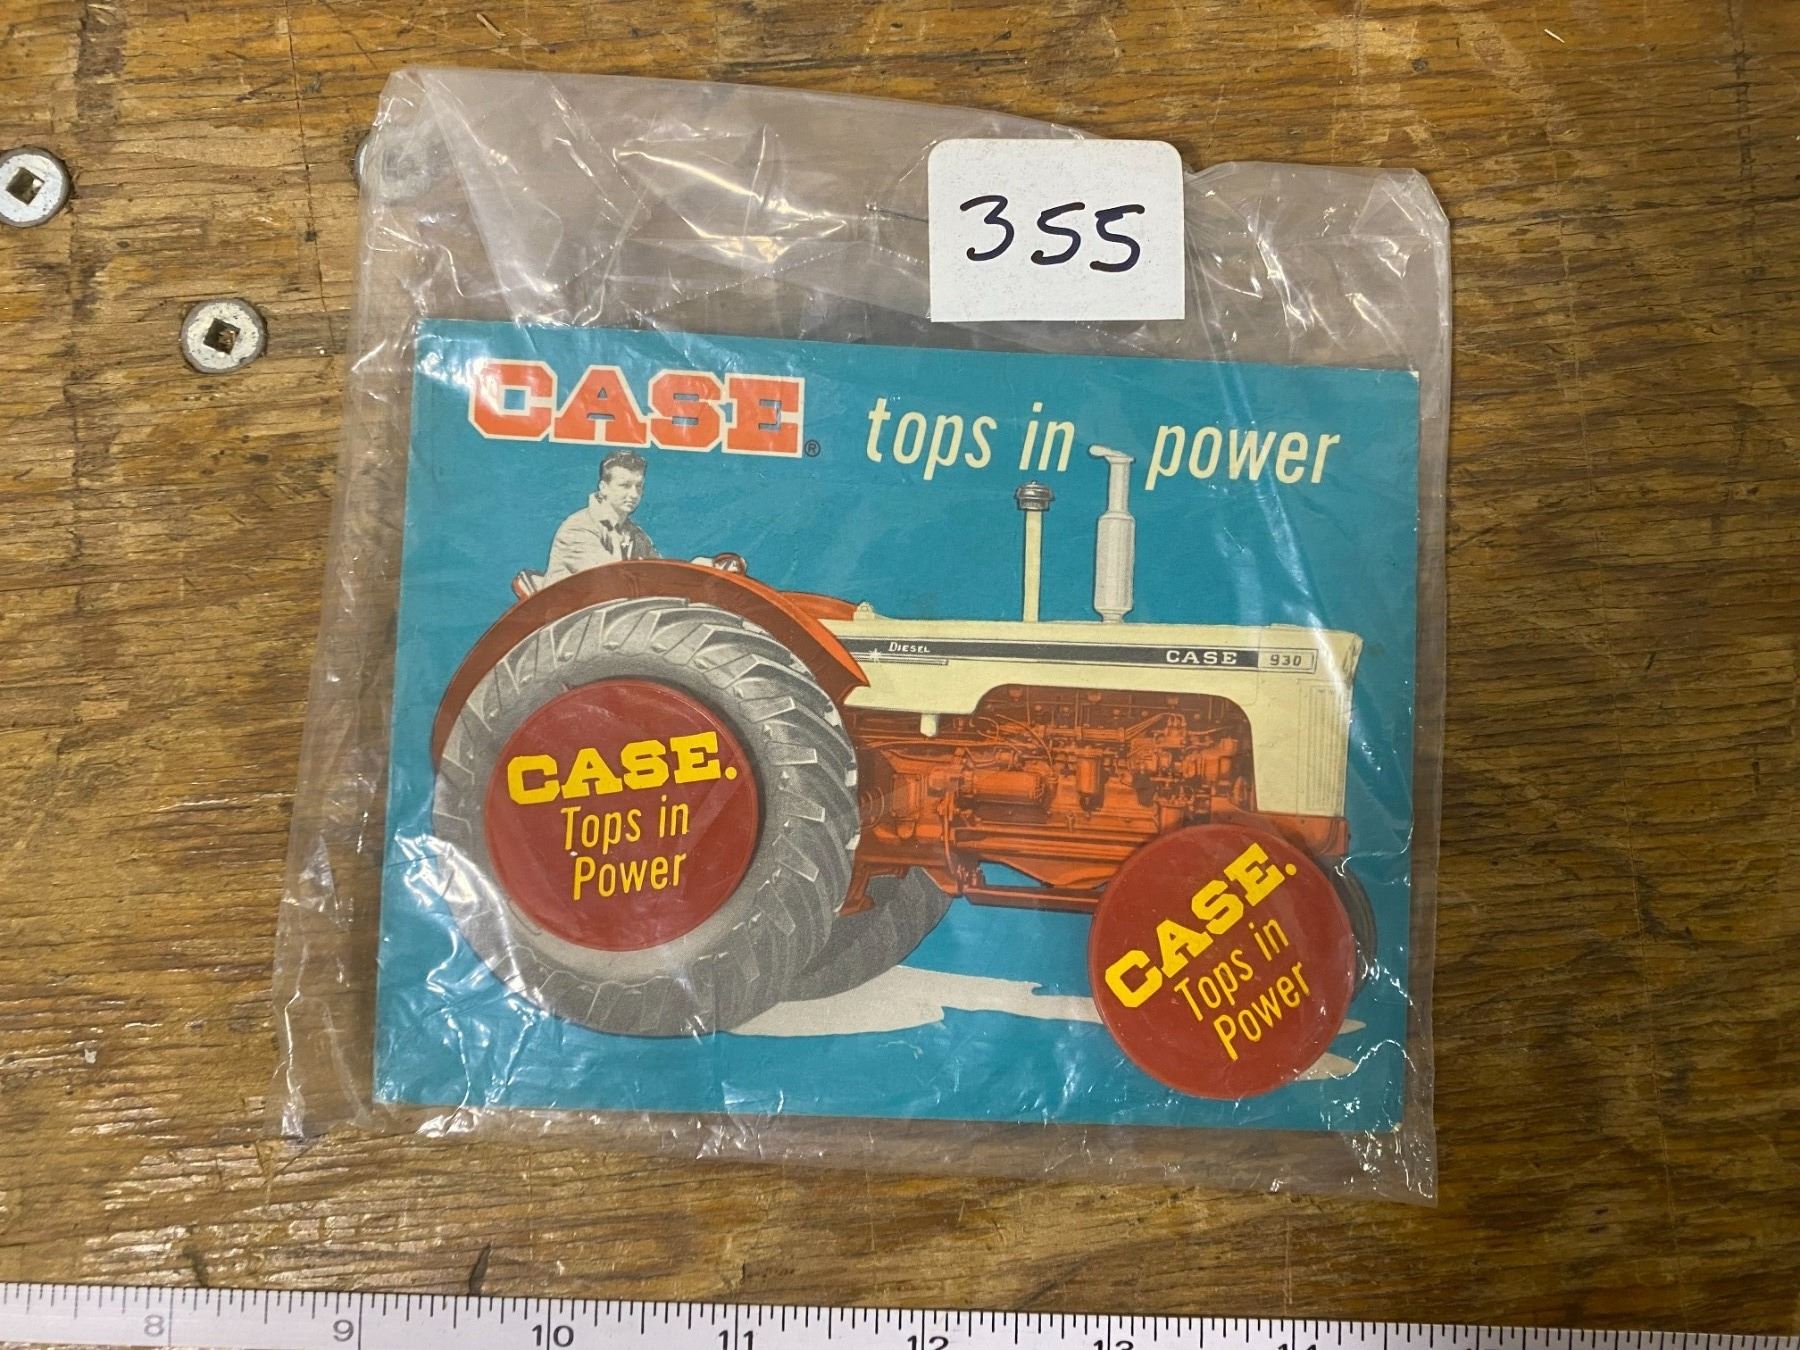 355
CASE® tops in power
DIESEL CASE 930
CASE.
Tops in
Power
CASE.
Tops in
Power
8 9 10 11 12 13 14